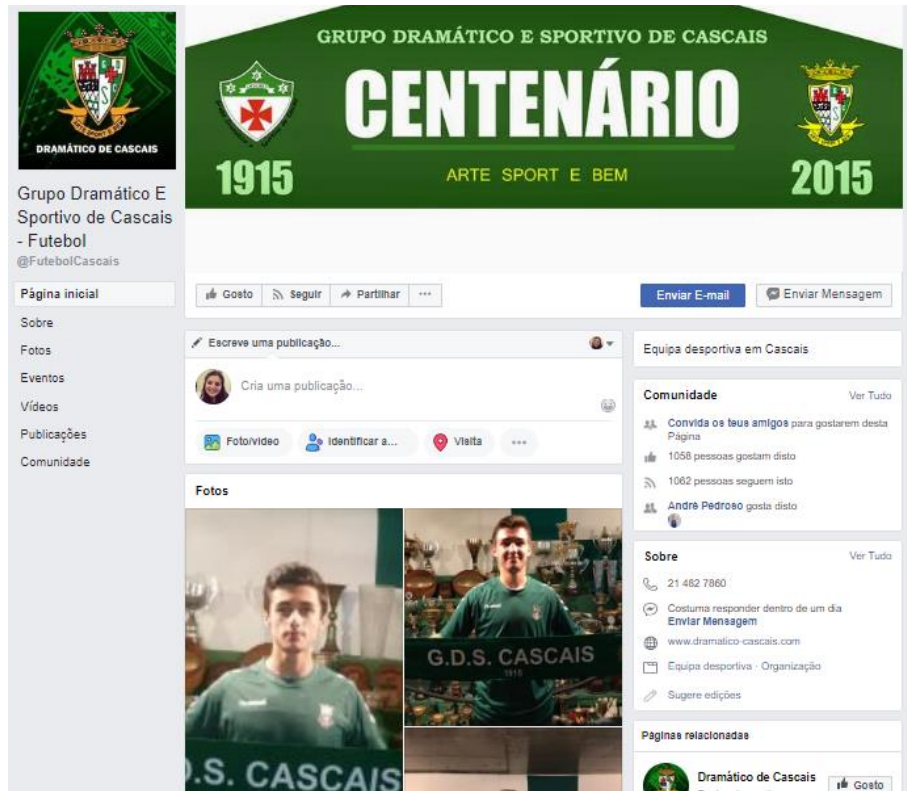 DRAMÁTICO DE CASCAIS
Grupo Dramático E
Sportivo de Cascais
- Futebol
@FutebolCascais
Página inicial
Sobre
Fotos
Eventos
Vídeos
Publicações
Comunidade
GRUPO DRAMÁTICO E SPORTIVO DE CASCAIS
CENTENÁRIO
1915
ARTE SPORT E BEM
2015
Gosto Seguir Partilhar ...
Enviar E-mail Enviar Mensagem
Escreve uma publicação...
Cria uma publicação...
Foto/vídeo Identificar a... Visita ...
Fotos
G.D.S. CASCAIS
1915
.S. CASCAIS
Equipa desportiva em Cascais
Comunidade Ver Tudo
Convida os teus amigos para gostarem desta
Página
1058 pessoas gostam disto
1062 pessoas seguem isto
André Pedroso gosta disto
Sobre Ver Tudo
21 482 7860
Costuma responder dentro de um dia
Enviar Mensagem
www.dramatico-cascais.com
Equipa desportiva · Organização
Sugere edições
Páginas relacionadas
Dramático de Cascais
Gosto